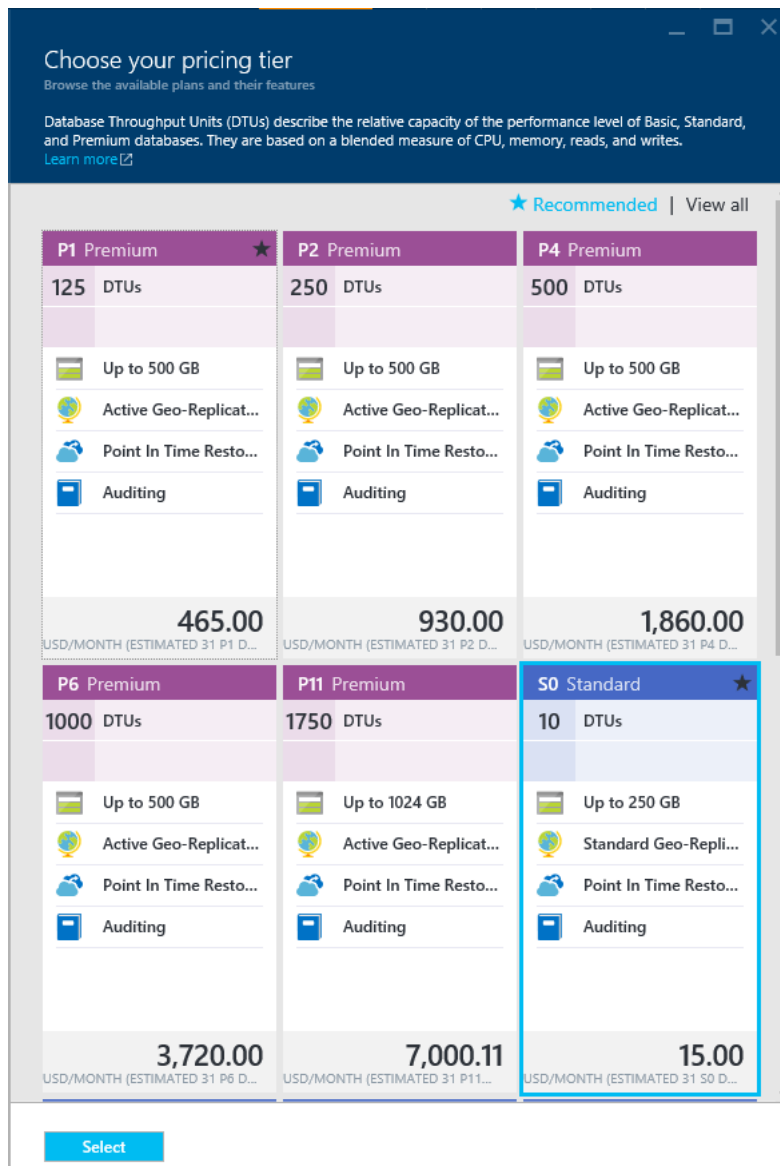 Choose your pricing tier
Browse the available plans and their features
Database Throughput Units (DTUs) describe the relative capacity of the performance level of Basic, Standard,
and Premium databases. They are based on a blended measure of CPU, memory, reads, and writes.
Learn more
Recommended | View all
P1 Premium
125 DTUs
Up to 500 GB
Active Geo-Replicat...
Point In Time Resto...
Auditing
465.00
USD/MONTH (ESTIMATED 31 P1 D...
P2 Premium
250 DTUs
Up to 500 GB
Active Geo-Replicat...
Point In Time Resto...
Auditing
930.00
USD/MONTH (ESTIMATED 31 P2 D...
P4 Premium
500 DTUs
Up to 500 GB
Active Geo-Replicat...
Point In Time Resto...
Auditing
1,860.00
USD/MONTH (ESTIMATED 31 P4 D...
P6 Premium
1000 DTUs
Up to 500 GB
Active Geo-Replicat...
Point In Time Resto...
Auditing
3,720.00
USD/MONTH (ESTIMATED 31 P6 D...
P11 Premium
1750 DTUs
Up to 1024 GB
Active Geo-Replicat...
Point In Time Resto...
Auditing
7,000.11
USD/MONTH (ESTIMATED 31 P11...
S0 Standard
10 DTUs
Up to 250 GB
Standard Geo-Repli...
Point In Time Resto...
Auditing
15.00
USD/MONTH (ESTIMATED 31 S0 D...
Select